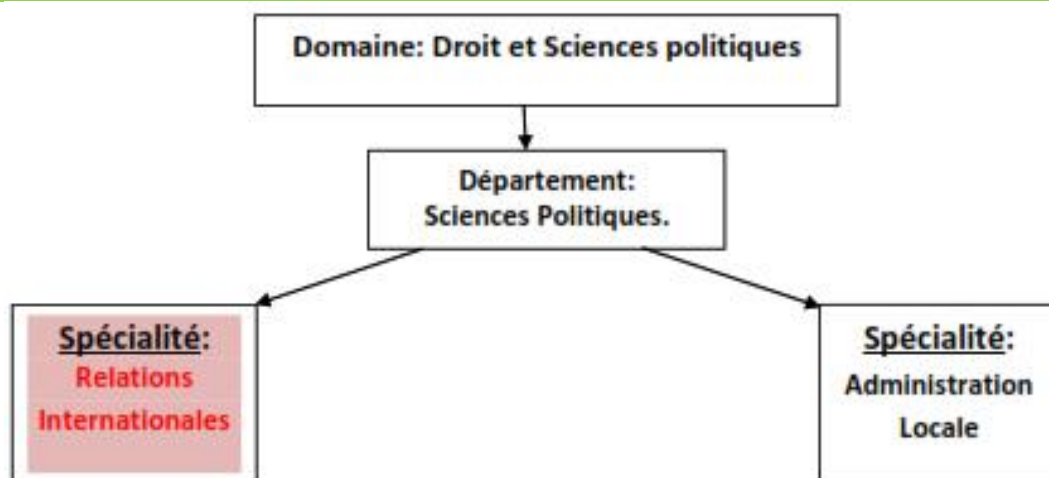 Domaine: Droit et Sciences politiques
Département:
Sciences Politiques.
Spécialité:
Relations
Internationales
Spécialité:
Administration
Locale